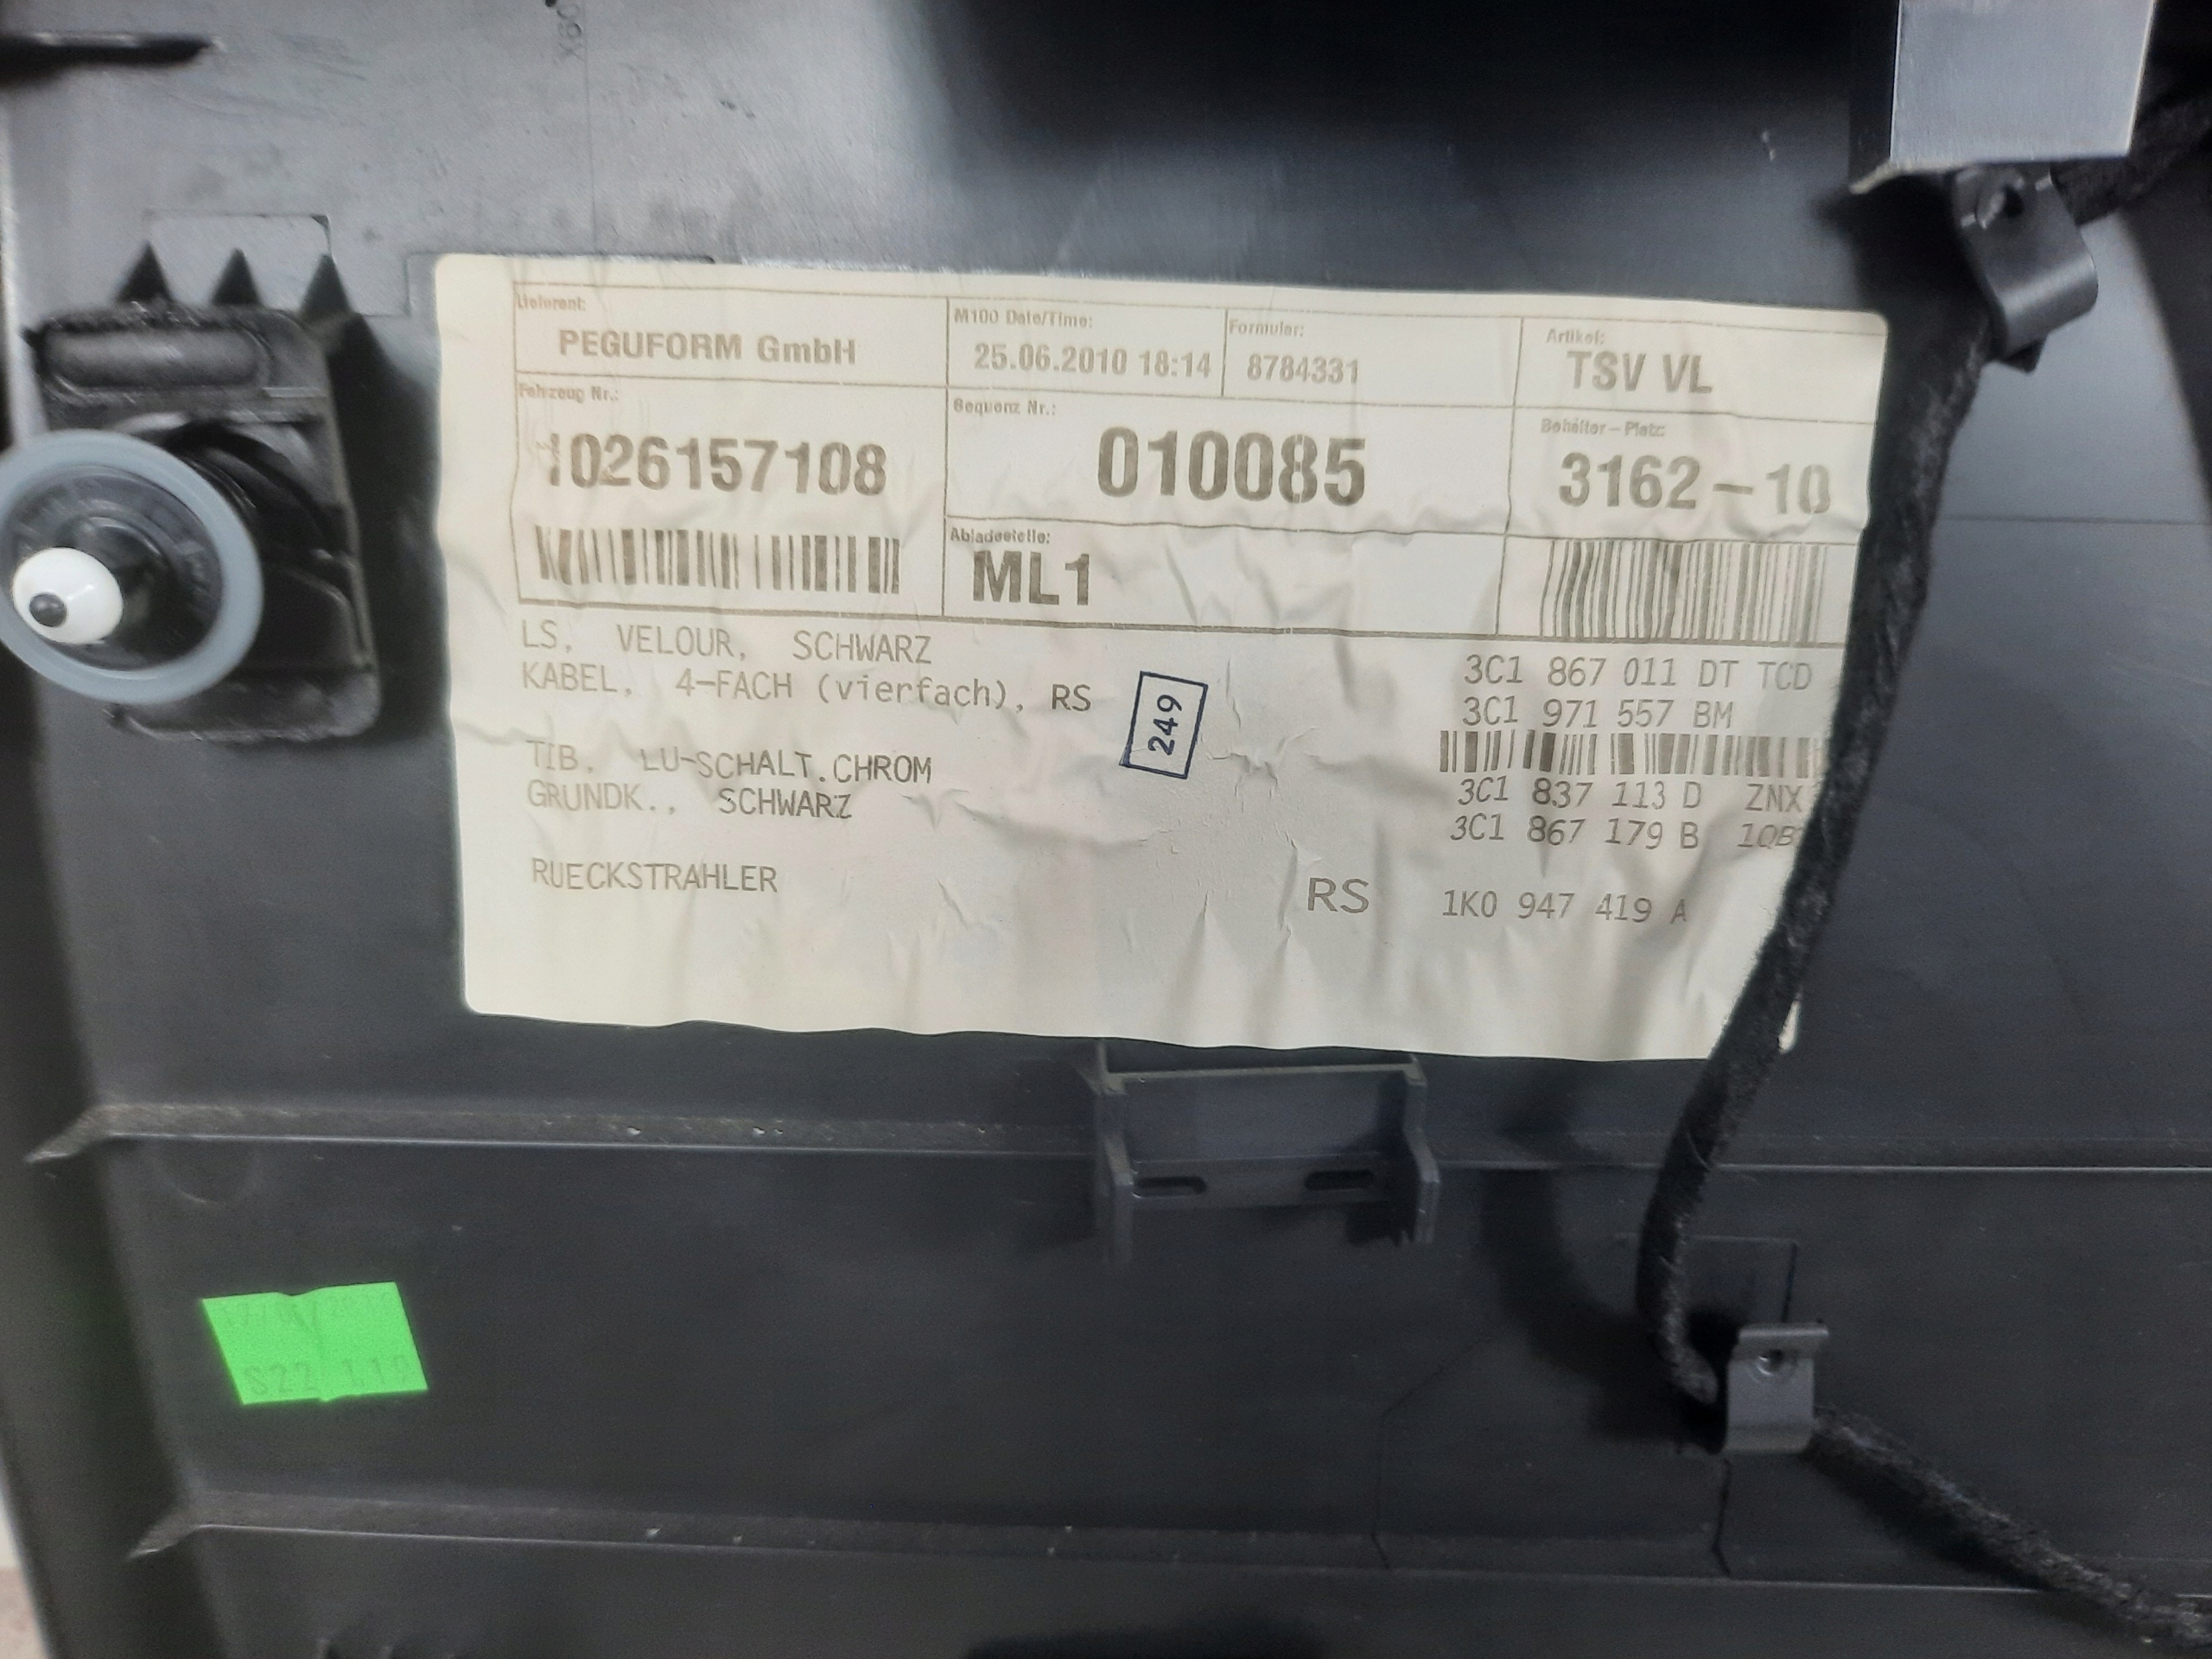 Lieferant:
PEGUFORM GmbH
M100 Date/Time:
25.06.2010 18:14
Formular:
8784331
Artikel:
TSV VL
Fahrzeug Nr.:
1026157108
Sequenz Nr.:
010085
Behälter-Platz:
3162-10
Abladestelle:
ML1
LS, VELOUR, SCHWARZ 3C1 867 011 DT TCD
KABEL, 4-FACH (vierfach), RS 3C1 971 557 BM
249
TIB. LU-SCHALT.CHROM 3C1 837 113 D ZNX
GRUNDK., SCHWARZ 3C1 867 179 B 1QB
RUECKSTRAHLER RS 1K0 947 419 A
S22